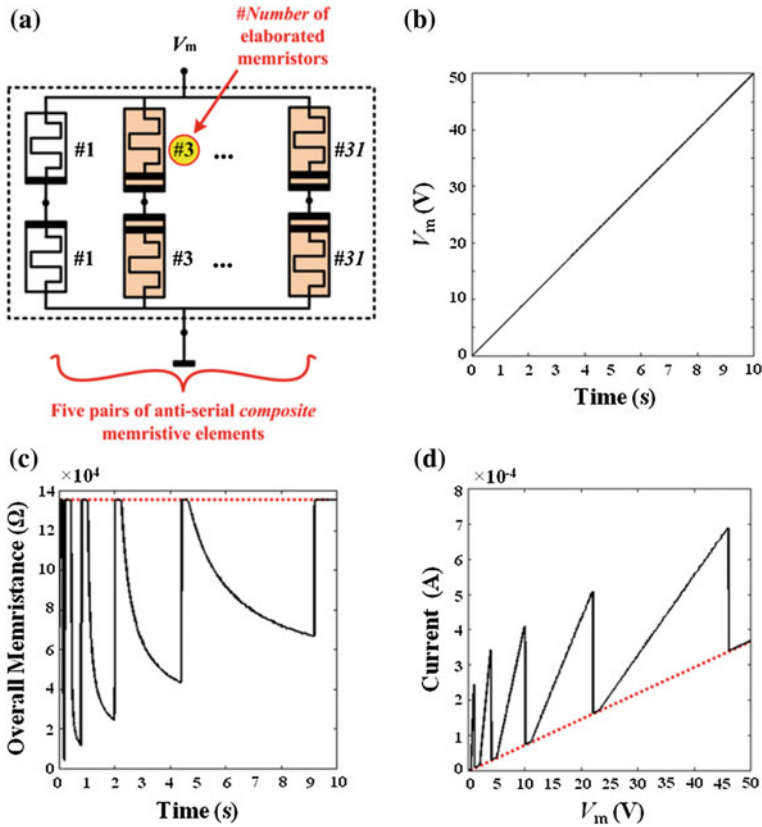 (a)
#Number of
elaborated
memristors
Vm
#1
#3
...
#31
#1
#3
...
#31
Five pairs of anti-serial composite
memristive elements
(b)
50
40
30
20
10
0
Vm (V)
0 1 2 3 4 5 6 7 8 9 10
Time (s)
(c)
×10⁴
14
12
10
8
6
4
2
0
Overall Memristance (Ω)
0 1 2 3 4 5 6 7 8 9 10
Time (s)
(d)
×10⁻⁴
8
7
6
5
4
3
2
1
0
Current (A)
0 5 10 15 20 25 30 35 40 45 50
Vm (V)